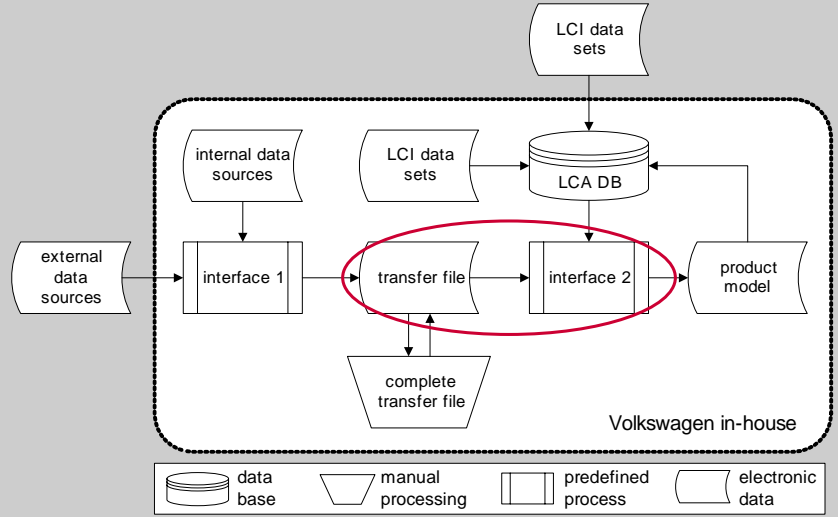 LCI data
sets
internal data
sources
LCI data
sets
LCA DB
external
data
sources
interface 1
transfer file
interface 2
product
model
complete
transfer file
Volkswagen in-house
data
base
manual
processing
predefined
process
electronic
data